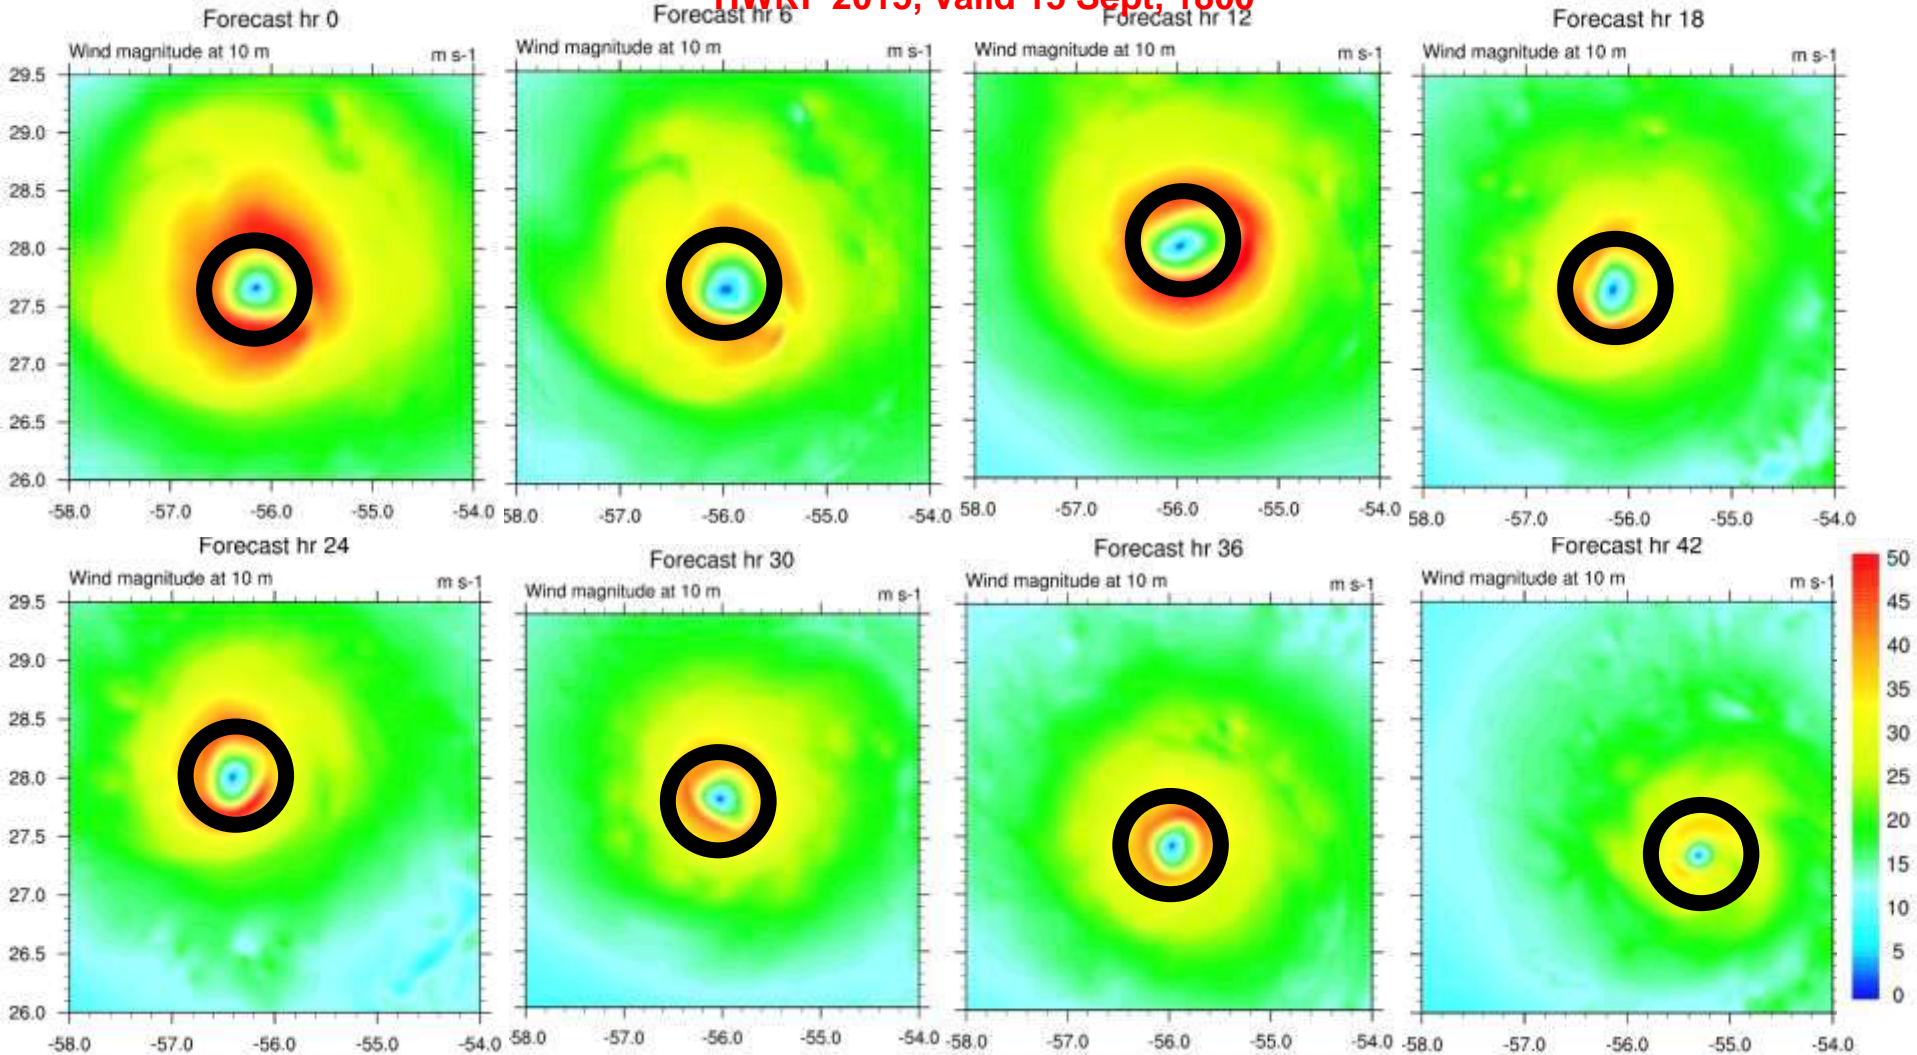 HWRF 2015, valid 15 Sept, 1800
Forecast hr 0
Forecast hr 6
Forecast hr 12
Forecast hr 18
Wind magnitude at 10 m m s-1
Wind magnitude at 10 m m s-1
Wind magnitude at 10 m m s-1
Wind magnitude at 10 m m s-1
29.5
29.0
28.5
28.0
27.5
27.0
26.5
26.0
-58.0 -57.0 -56.0 -55.0 -54.0
58.0 -57.0 -56.0 -55.0 -54.0
58.0 -57.0 -56.0 -55.0 -54.0
58.0 -57.0 -56.0 -55.0 -54.0
Forecast hr 24
Forecast hr 30
Forecast hr 36
Forecast hr 42
Wind magnitude at 10 m m s-1
Wind magnitude at 10 m m s-1
Wind magnitude at 10 m m s-1
Wind magnitude at 10 m m s-1
29.5
29.0
28.5
28.0
27.5
27.0
26.5
26.0
-58.0 -57.0 -56.0 -55.0 -54.0
-58.0 -57.0 -56.0 -55.0 -54.0
-58.0 -57.0 -56.0 -55.0 -54.0
-58.0 -57.0 -56.0 -55.0 -54.0
50
45
40
35
30
25
20
15
10
5
0